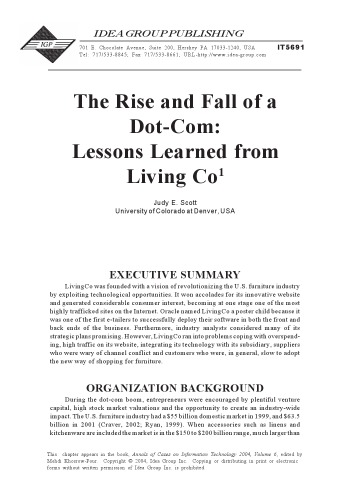 IDEA GROUP PUBLISHING
IGP
701 E. Chocolate Avenue, Suite 200, Hershey PA 17033-1240, USA
Tel: 717/533-8845; Fax 717/533-8661; URL-http://www.idea-group.com
IT5691
The Rise and Fall of a
Dot-Com:
Lessons Learned from
Living Co1
Judy E. Scott
University of Colorado at Denver, USA
EXECUTIVE SUMMARY
LivingCo was founded with a vision of revolutionizing the U.S. furniture industry
by exploiting technological opportunities. It won accolades for its innovative website
and generated considerable consumer interest, becoming at one stage one of the most
highly trafficked sites on the Internet. Oracle named LivingCo a poster child because it
was one of the first e-tailers to successfully deploy their software in both the front and
back ends of the business. Furthermore, industry analysts considered many of its
strategic plans promising. However, LivingCo ran into problems coping with overspend-
ing, high traffic on its website, integrating its technology with its subsidiary, suppliers
who were wary of channel conflict and customers who were, in general, slow to adopt
the new way of shopping for furniture.
ORGANIZATION BACKGROUND
During the dot-com boom, entrepreneurs were encouraged by plentiful venture
capital, high stock market valuations and the opportunity to create an industry-wide
impact. The U.S. furniture industry had a $55 billion domestic market in 1999, and $63.5
billion in 2001 (Craver, 2002; Ryan, 1999). When accessories such as linens and
kitchenware are included the market is in the $150 to $200 billion range, much larger than
This chapter appears in the book, Annals of Cases on Information Technology 2004, Volume 6, edited by
Mehdi Khosrow-Pour. Copyright © 2004, Idea Group Inc. Copying or distributing in print or electronic
forms without written permission of Idea Group Inc. is prohibited.